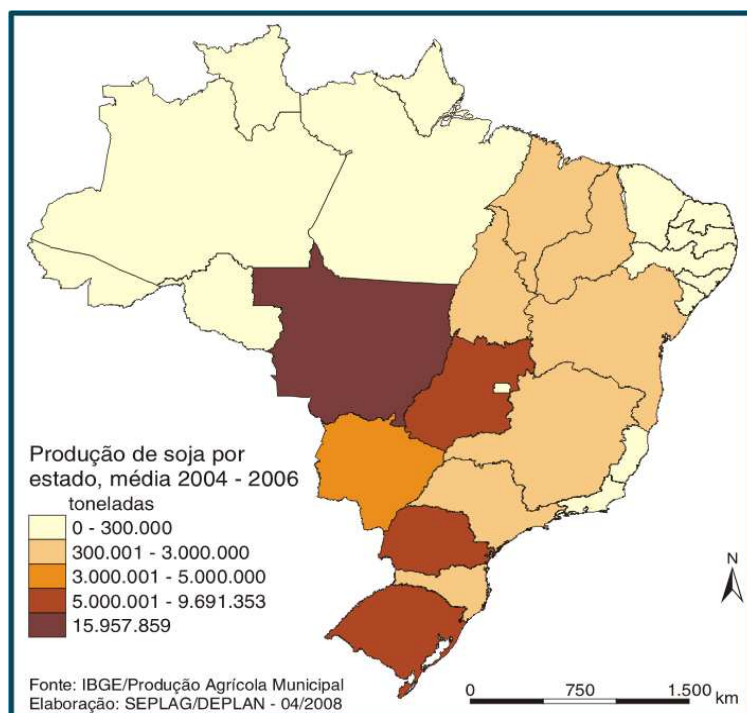 Produção de soja por
estado, média 2004 - 2006
toneladas
0 - 300.000
300.001 - 3.000.000
3.000.001 - 5.000.000
5.000.001 - 9.691.353
15.957.859
N
Fonte: IBGE/Produção Agrícola Municipal
Elaboração: SEPLAG/DEPLAN - 04/2008
0 750 1.500 km